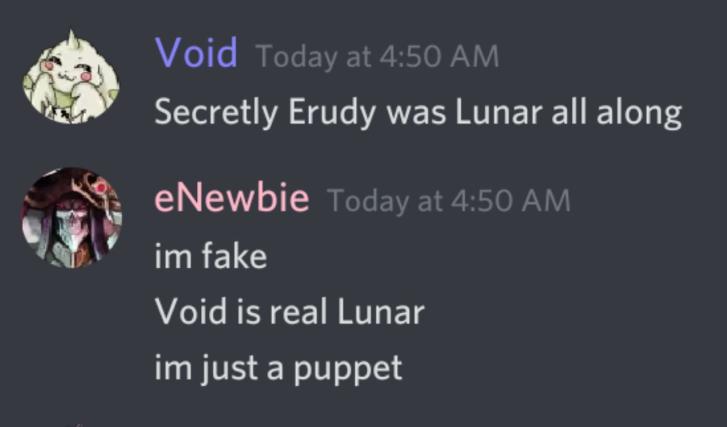 Void Today at 4:50 AM
Secretly Erudy was Lunar all along
eNewbie Today at 4:50 AM
im fake
Void is real Lunar
im just a puppet